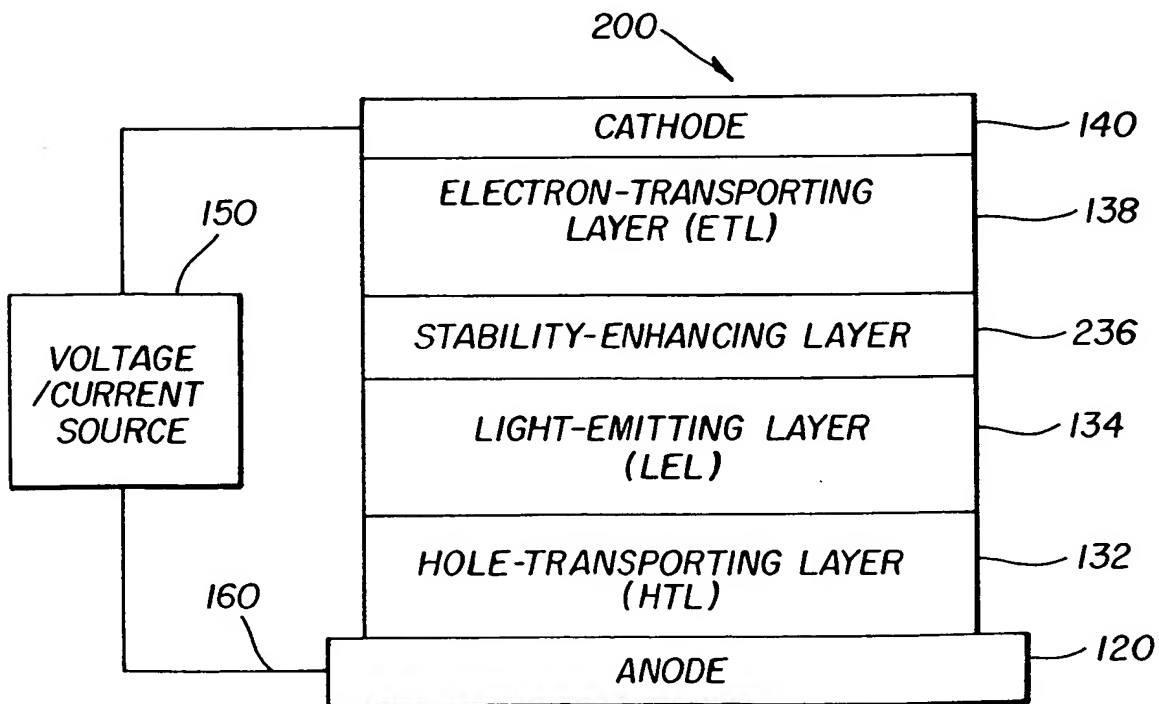 200
CATHODE
140
ELECTRON-TRANSPORTING
LAYER (ETL)
138
150
STABILITY-ENHANCING LAYER
236
VOLTAGE
/CURRENT
SOURCE
LIGHT-EMITTING LAYER
(LEL)
134
HOLE-TRANSPORTING LAYER
(HTL)
132
160
ANODE
120